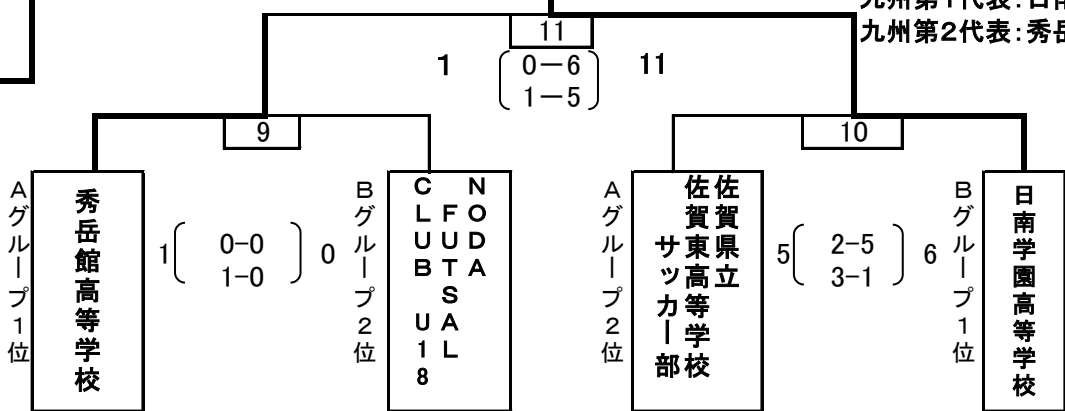 九州第1代表:日南
九州第2代表:秀岳
11
1
0－6
1－5
11
9
10
Aグループ1位
秀岳館高等学校
1
0-0
1-0
0
Bグループ2位
NODA
FUTSAL
CLUB U18
Aグループ2位
佐賀県立
佐賀東高等学校
サッカー部
5
2-5
3-1
6
Bグループ1位
日南学園高等学校